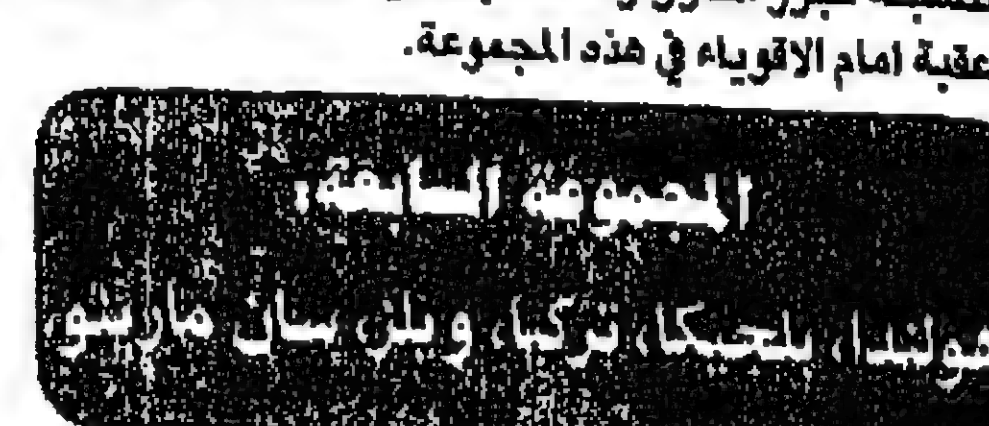 عقبة امام الاقوياء في هذه المجموعة.
المجموعة السابعة:
هولندا، بلجيكا، تركيا، ويلز، سان مارينو،